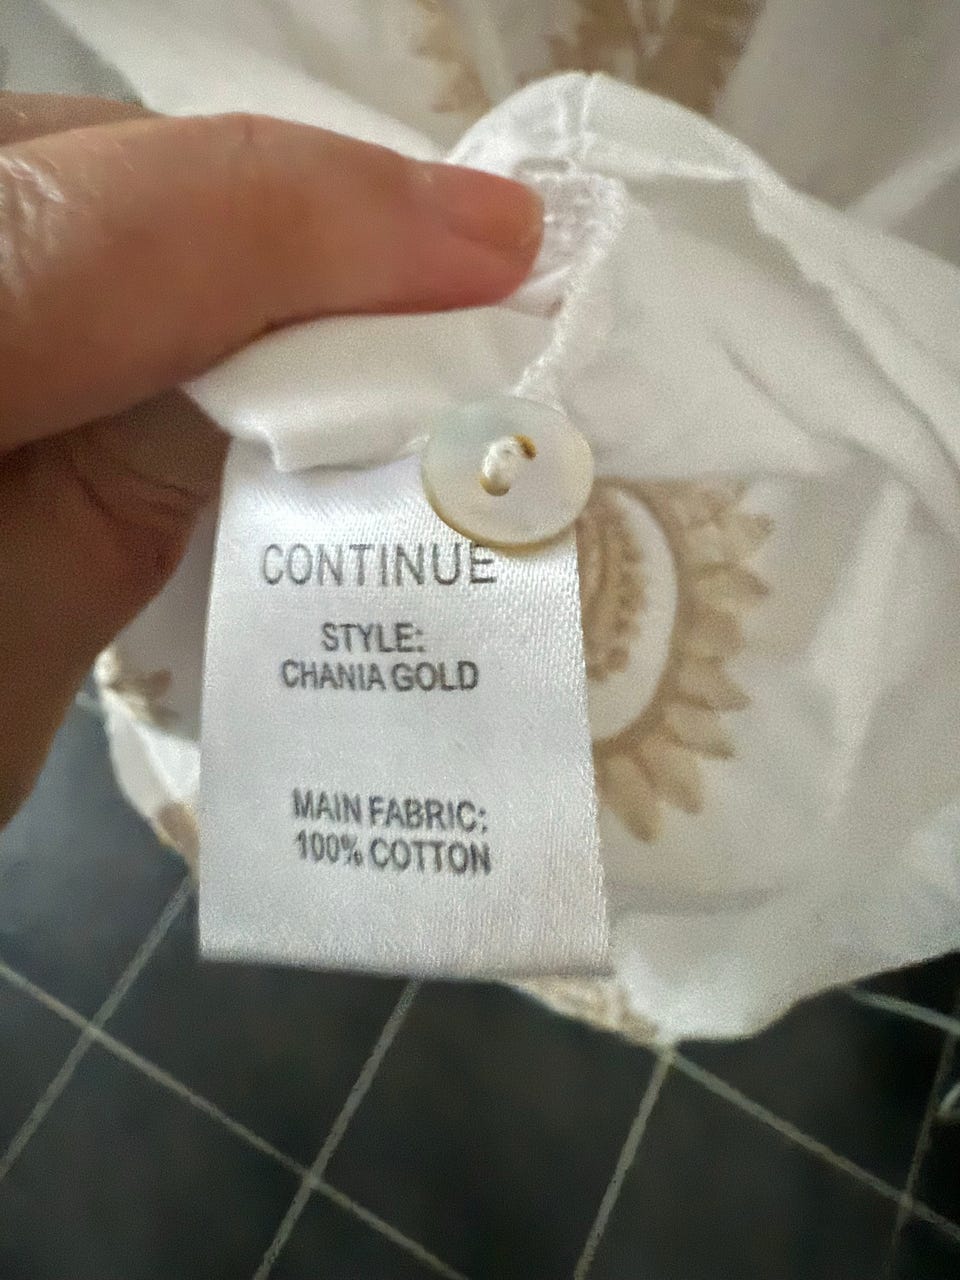 CONTINUE
STYLE:
CHANIA GOLD
MAIN FABRIC:
100% COTTON